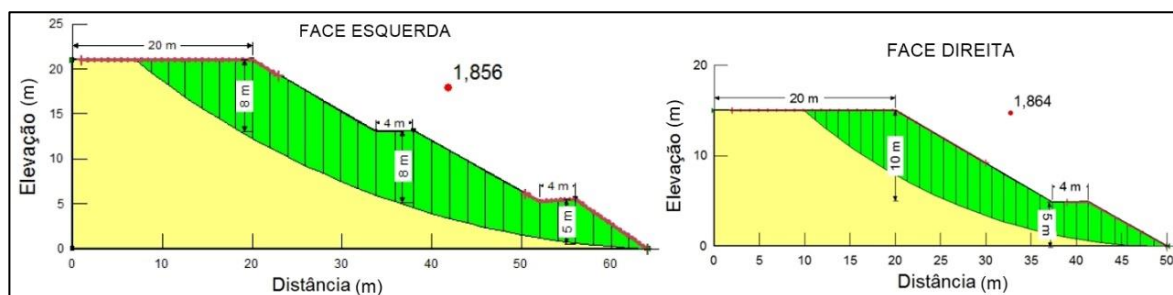 FACE ESQUERDA
25
20
15
10
5
0
Elevação (m)
20 m
8 m
4 m
8 m
4 m
5 m
1,856
0
10
20
30
40
50
60
Distância (m)
FACE DIREITA
20
10
0
Elevação (m)
20 m
10 m
4 m
5 m
1,864
0
5
10
15
20
25
30
35
40
45
50
Distância (m)